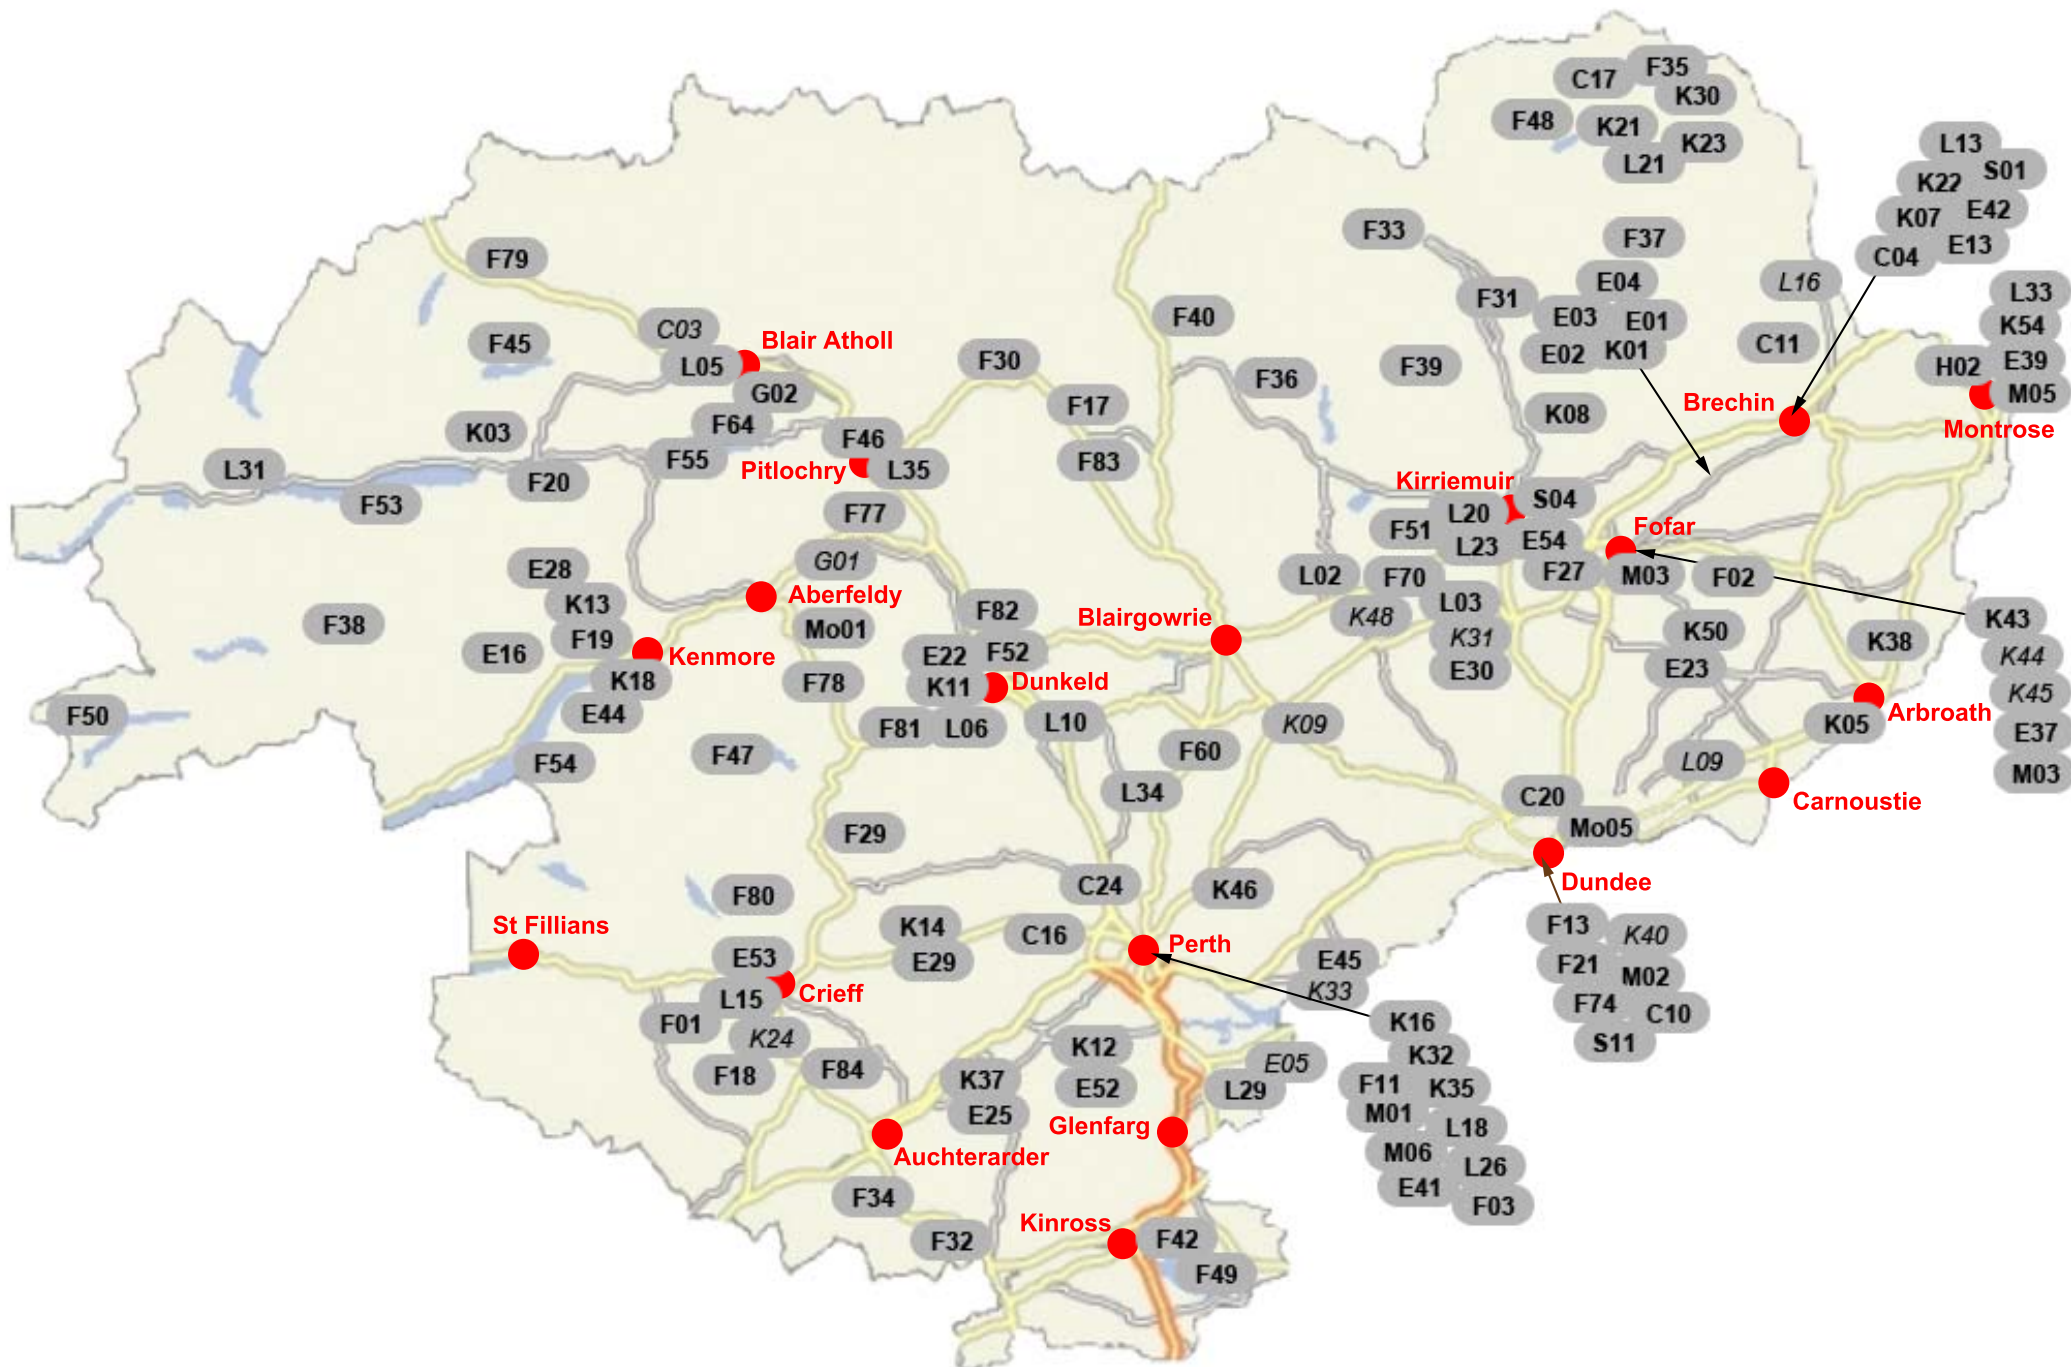 F35
C17
K30
F48
K21
K23
L21
L13
S01
K22
K07
E42
E13
C04
F33
F37
F79
E04
L16
F31
L33
E03
E01
K54
F40
C03
Blair Atholl
F45
E02
K01
C11
E39
H02
M05
L05
F30
F36
F39
G02
F17
K08
Brechin
Montrose
F64
K03
F46
F55
Pitlochry
L35
F83
L31
F20
F53
Kirriemuir
S04
L20
F51
L23
E54
Fofar
F77
G01
E28
L02
F70
F27
M03
F02
K13
Aberfeldy
F82
Blairgowrie
L03
K48
K43
F38
F19
Mo01
K31
K50
K38
K44
E16
Kenmore
E22
F52
E30
E23
K18
F78
K11
Dunkeld
K45
F50
E44
F81
L06
L10
K09
K05
Arbroath
E37
F54
F47
F60
L09
M03
L34
C20
Carnoustie
F29
Mo05
F80
C24
K46
Dundee
St Fillians
K14
C16
Perth
F13
K40
E53
E29
E45
F21
M02
Crieff
L15
K33
F74
C10
F01
K24
K16
S11
K12
K32
E05
F18
F84
K37
E52
L29
F11
K35
E25
M01
Glenfarg
L18
Auchterarder
M06
L26
F34
E41
F03
Kinross
F32
F42
F49